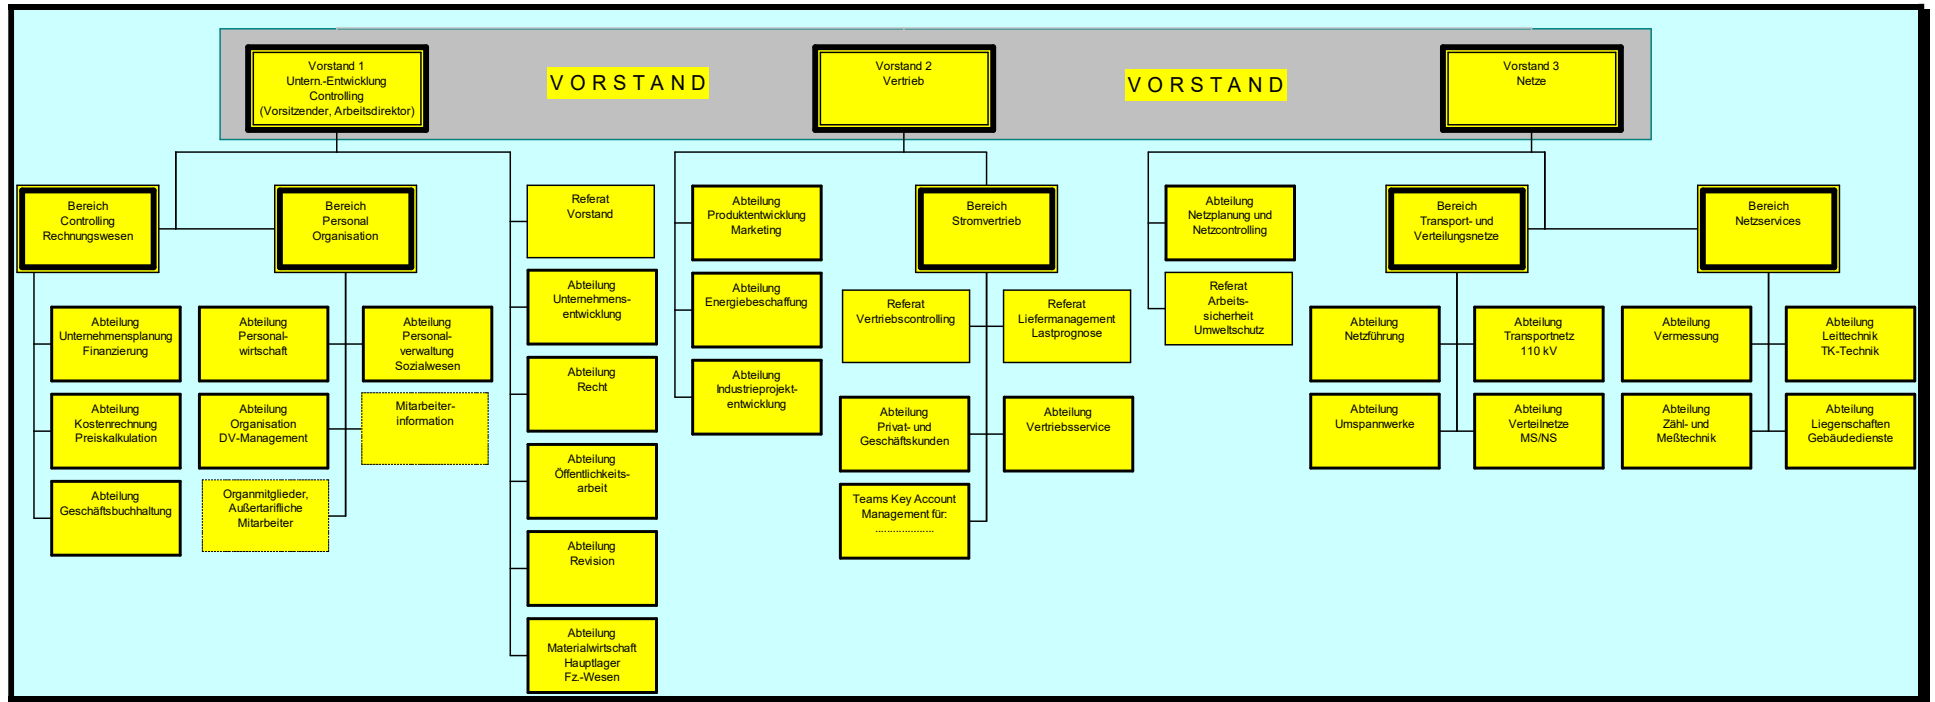 Vorstand 1
Untern.-Entwicklung
Controlling
(Vorsitzender, Arbeitsdirektor)
V O R S T A N D
Vorstand 2
Vertrieb
V O R S T A N D
Vorstand 3
Netze
Bereich
Controlling
Rechnungswesen
Bereich
Personal
Organisation
Abteilung
Unternehmensplanung
Finanzierung
Abteilung
Kostenrechnung
Preiskalkulation
Abteilung
Geschäftsbuchhaltung
Abteilung
Personal-
wirtschaft
Abteilung
Personal-
verwaltung
Sozialwesen
Abteilung
Organisation
DV-Management
Mitarbeiter-
information
Organmitglieder,
Außertarifliche
Mitarbeiter
Referat
Vorstand
Abteilung
Unternehmens-
entwicklung
Abteilung
Recht
Abteilung
Öffentlichkeits-
arbeit
Abteilung
Revision
Abteilung
Materialwirtschaft
Hauptlager
Fz.-Wesen
Abteilung
Produktentwicklung
Marketing
Abteilung
Energiebeschaffung
Abteilung
Industrieprojekt-
entwicklung
Bereich
Stromvertrieb
Referat
Vertriebscontrolling
Referat
Liefermanagement
Lastprognose
Abteilung
Privat- und
Geschäftskunden
Abteilung
Vertriebsservice
Teams Key Account
Management für:
....................
Abteilung
Netzplanung und
Netzcontrolling
Referat
Arbeits-
sicherheit
Umweltschutz
Bereich
Transport- und
Verteilungsnetze
Abteilung
Netzführung
Abteilung
Transportnetz
110 kV
Abteilung
Umspannwerke
Abteilung
Verteilnetze
MS/NS
Bereich
Netzservices
Abteilung
Vermessung
Abteilung
Leittechnik
TK-Technik
Abteilung
Zähl- und
Meßtechnik
Abteilung
Liegenschaften
Gebäudedienste